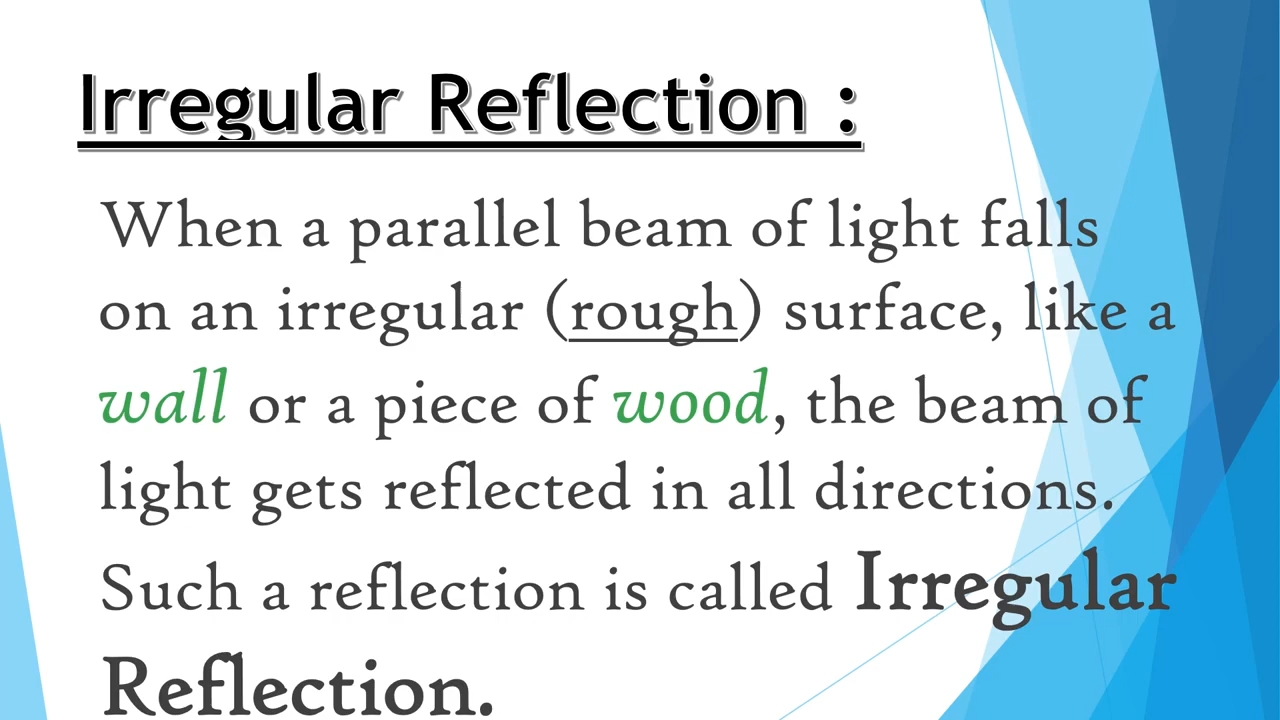 Irregular Reflection :
When a parallel beam of light falls
on an irregular (rough) surface, like a
wall or a piece of wood, the beam of
light gets reflected in all directions.
Such a reflection is called Irregular
Reflection.